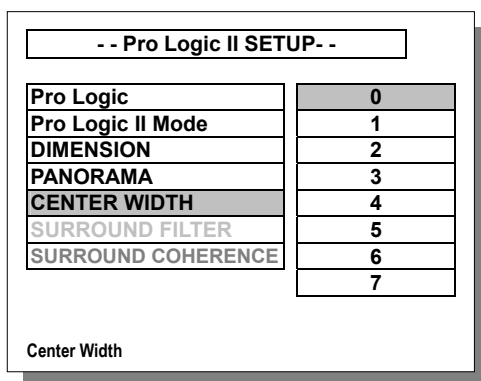 - - Pro Logic II SETUP- -
Pro Logic 0
Pro Logic II Mode 1
DIMENSION 2
PANORAMA 3
CENTER WIDTH 4
SURROUND FILTER 5
SURROUND COHERENCE 6
7
Center Width